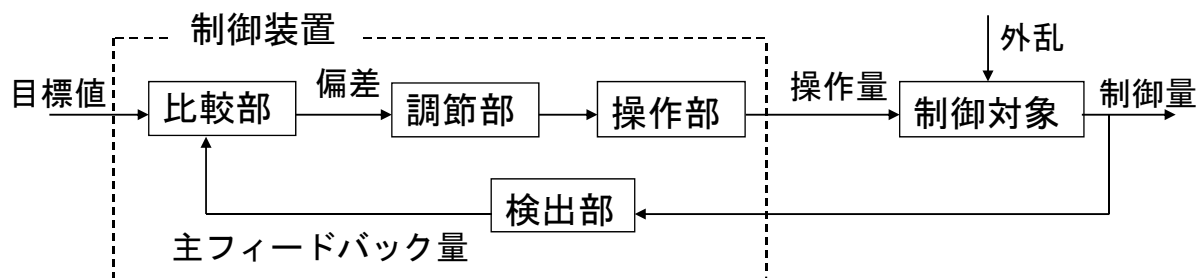 制御装置
外乱
目標値
比較部
偏差
調節部
操作部
操作量
制御対象
制御量
検出部
主フィードバック量